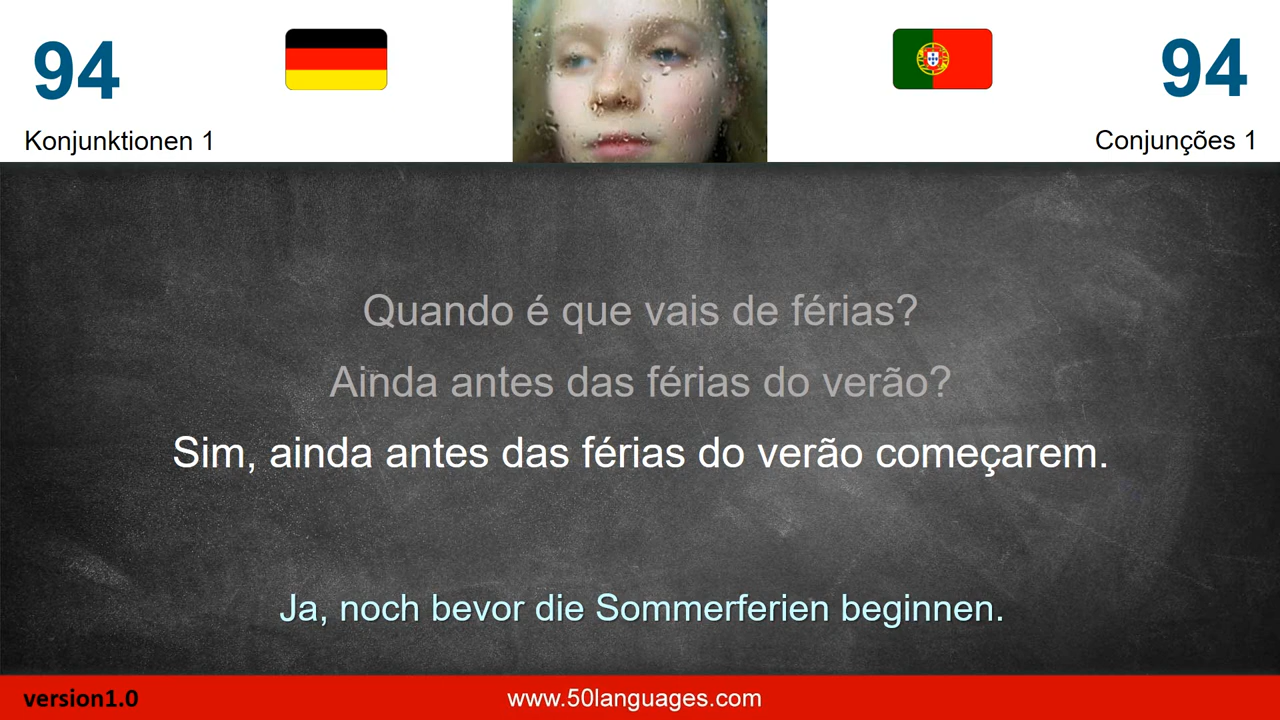 94
94
Konjunktionen 1
Conjunções 1
Quando é que vais de férias?
Ainda antes das férias do verão?
Sim, ainda antes das férias do verão começarem.
Ja, noch bevor die Sommerferien beginnen.
version1.0
www.50languages.com